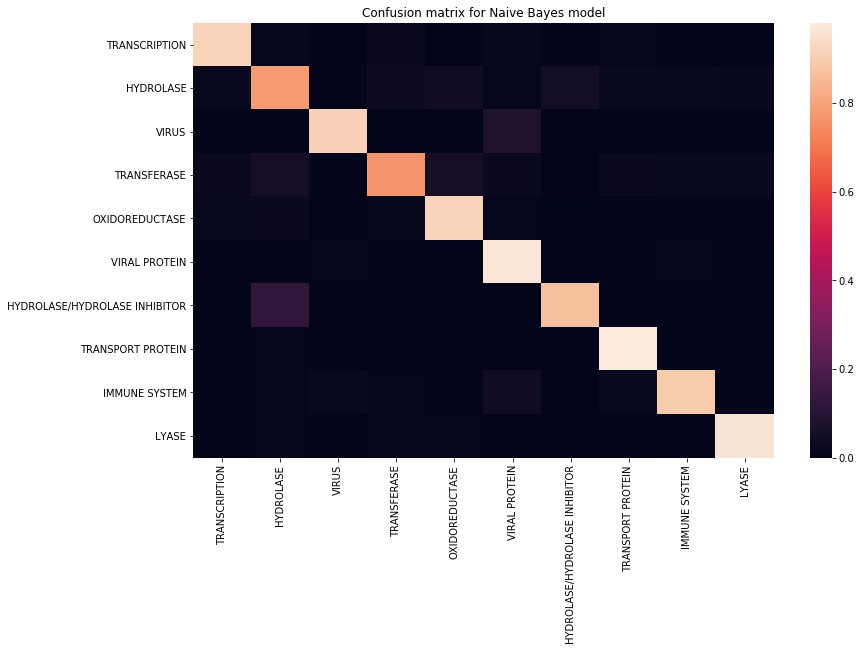 Confusion matrix for Naive Bayes model
TRANSCRIPTION
HYDROLASE
VIRUS
TRANSFERASE
OXIDOREDUCTASE
VIRAL PROTEIN
HYDROLASE/HYDROLASE INHIBITOR
TRANSPORT PROTEIN
IMMUNE SYSTEM
LYASE
TRANSCRIPTION
HYDROLASE
VIRUS
TRANSFERASE
OXIDOREDUCTASE
VIRAL PROTEIN
HYDROLASE/HYDROLASE INHIBITOR
TRANSPORT PROTEIN
IMMUNE SYSTEM
LYASE
0.8
0.6
0.4
0.2
0.0